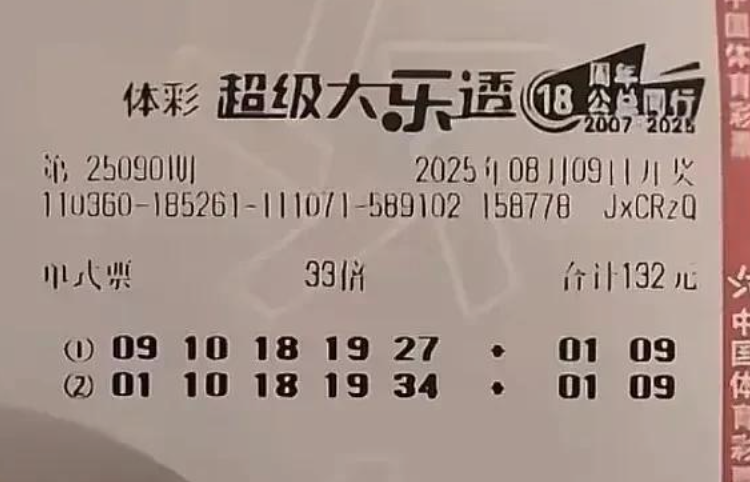 体彩 超级大乐透 18 周年 公益同行 2007-2025
第 25090期 2025年08月09日开奖
110360-185261-111071-589102 158778 JxCRzQ
单式票 33倍 合计132元
(1) 09 10 18 19 27 + 01 09
(2) 01 10 18 19 34 + 01 09
中国体育彩票
中国体育彩